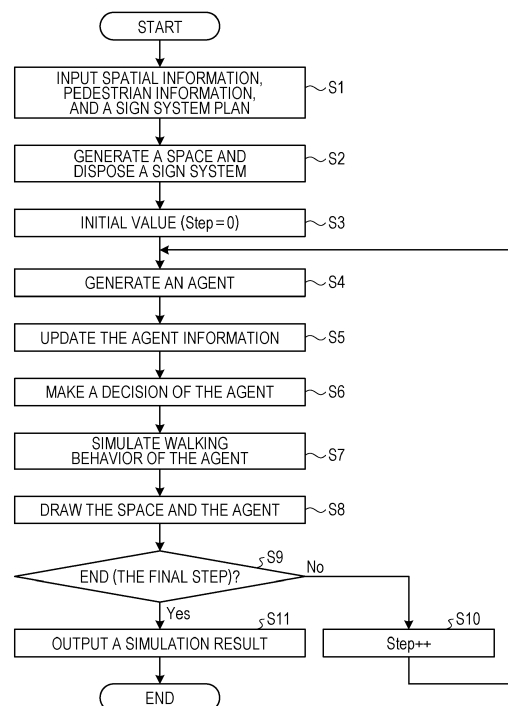 START
INPUT SPATIAL INFORMATION,
PEDESTRIAN INFORMATION,
AND A SIGN SYSTEM PLAN
S1
GENERATE A SPACE AND
DISPOSE A SIGN SYSTEM
S2
INITIAL VALUE (Step=0)
S3
GENERATE AN AGENT
S4
UPDATE THE AGENT INFORMATION
S5
MAKE A DECISION OF THE AGENT
S6
SIMULATE WALKING
BEHAVIOR OF THE AGENT
S7
DRAW THE SPACE AND THE AGENT
S8
END (THE FINAL STEP)?
S9
No
Yes
S11
OUTPUT A SIMULATION RESULT
S10
Step++
END